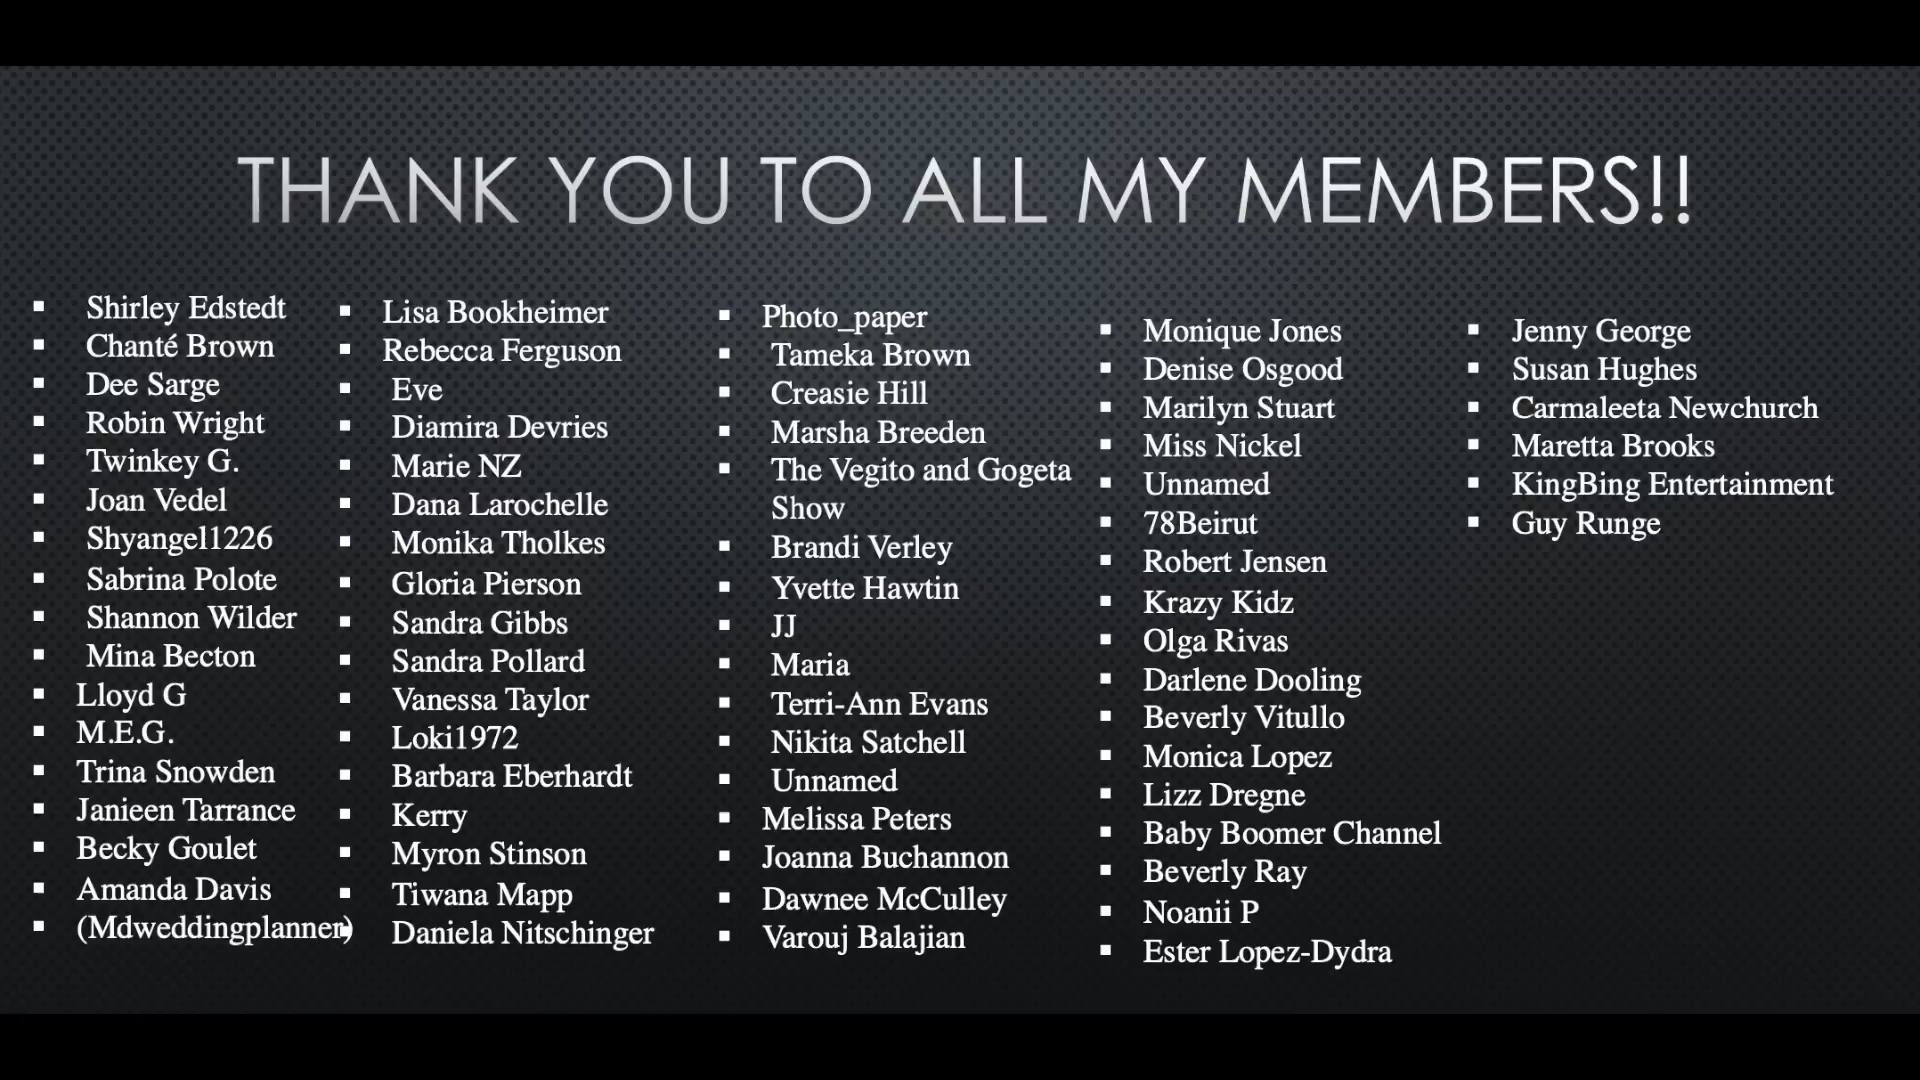 THANK YOU TO ALL MY MEMBERS!!
Shirley Edstedt
Chanté Brown
Dee Sarge
Robin Wright
Twinkey G.
Joan Vedel
Shyangel1226
Sabrina Polote
Shannon Wilder
Mina Becton
Lloyd G
M.E.G.
Trina Snowden
Janieen Tarrance
Becky Goulet
Amanda Davis
(Mdweddingplanner)
Lisa Bookheimer
Rebecca Ferguson
Eve
Diamira Devries
Marie NZ
Dana Larochelle
Monika Tholkes
Gloria Pierson
Sandra Gibbs
Sandra Pollard
Vanessa Taylor
Loki1972
Barbara Eberhardt
Kerry
Myron Stinson
Tiwana Mapp
Daniela Nitschinger
Photo_paper
Tameka Brown
Creasie Hill
Marsha Breeden
The Vegito and Gogeta
Show
Brandi Verley
Yvette Hawtin
JJ
Maria
Terri-Ann Evans
Nikita Satchell
Unnamed
Melissa Peters
Joanna Buchannon
Dawnee McCulley
Varouj Balajian
Monique Jones
Denise Osgood
Marilyn Stuart
Miss Nickel
Unnamed
78Beirut
Robert Jensen
Krazy Kidz
Olga Rivas
Darlene Dooling
Beverly Vitullo
Monica Lopez
Lizz Dregne
Baby Boomer Channel
Beverly Ray
Noanii P
Ester Lopez-Dydra
Jenny George
Susan Hughes
Carmaleeta Newchurch
Maretta Brooks
KingBing Entertainment
Guy Runge